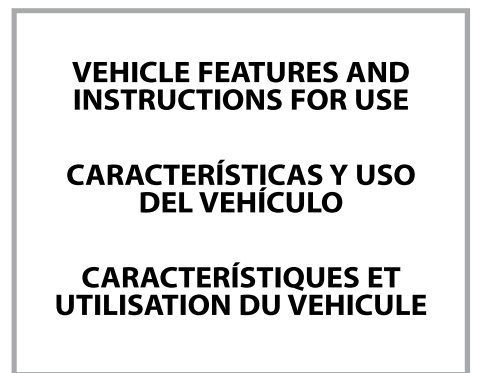 VEHICLE FEATURES AND
INSTRUCTIONS FOR USE
CARACTERÍSTICAS Y USO
DEL VEHÍCULO
CARACTERÍSTIQUES ET
UTILISATION DU VEHICULE